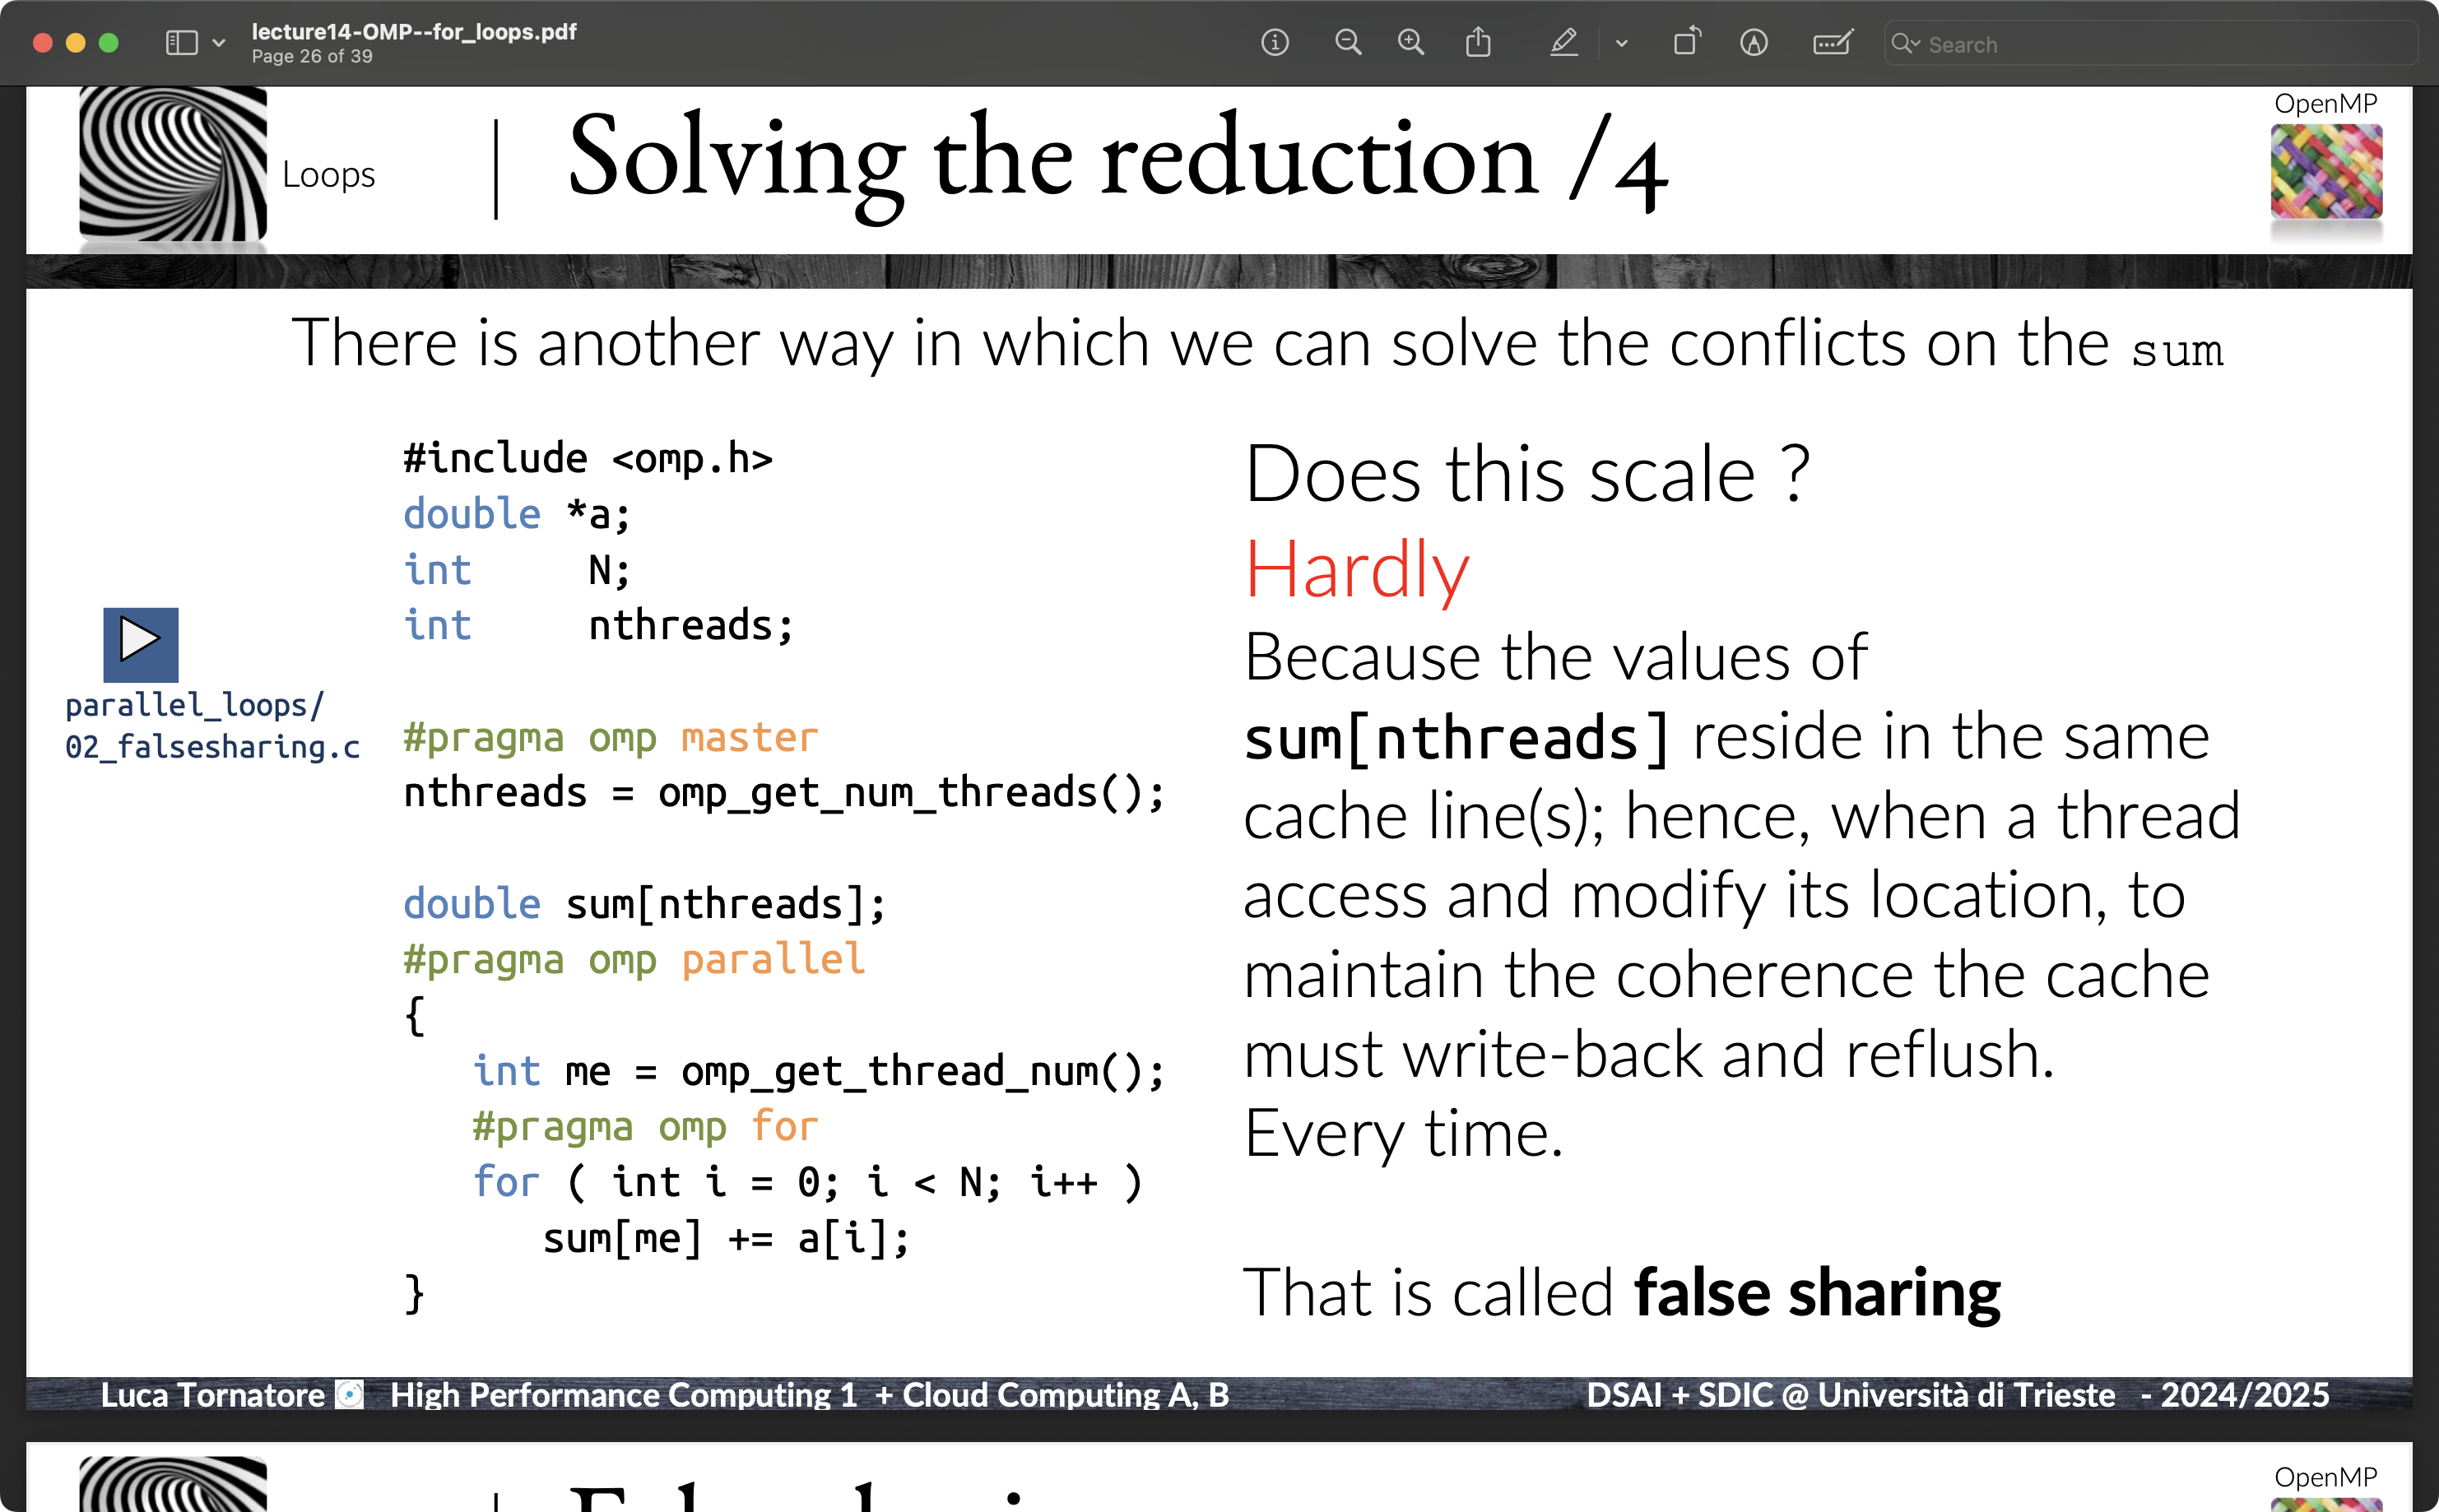 lecture14-OMP--for_loops.pdf
Page 26 of 39
Search
Loops
Solving the reduction /4
OpenMP
There is another way in which we can solve the conflicts on the sum
#include <omp.h>
double *a;
int N;
int nthreads;
parallel_loops/
02_falsesharing.c
#pragma omp master
nthreads = omp_get_num_threads();
double sum[nthreads];
#pragma omp parallel
{
int me = omp_get_thread_num();
#pragma omp for
for ( int i = 0; i < N; i++ )
sum[me] += a[i];
}
Does this scale ?
Hardly
Because the values of
sum[nthreads] reside in the same
cache line(s); hence, when a thread
access and modify its location, to
maintain the coherence the cache
must write-back and reflush.
Every time.
That is called false sharing
Luca Tornatore High Performance Computing 1 + Cloud Computing A, B
DSAI + SDIC @ Università di Trieste - 2024/2025
OpenMP